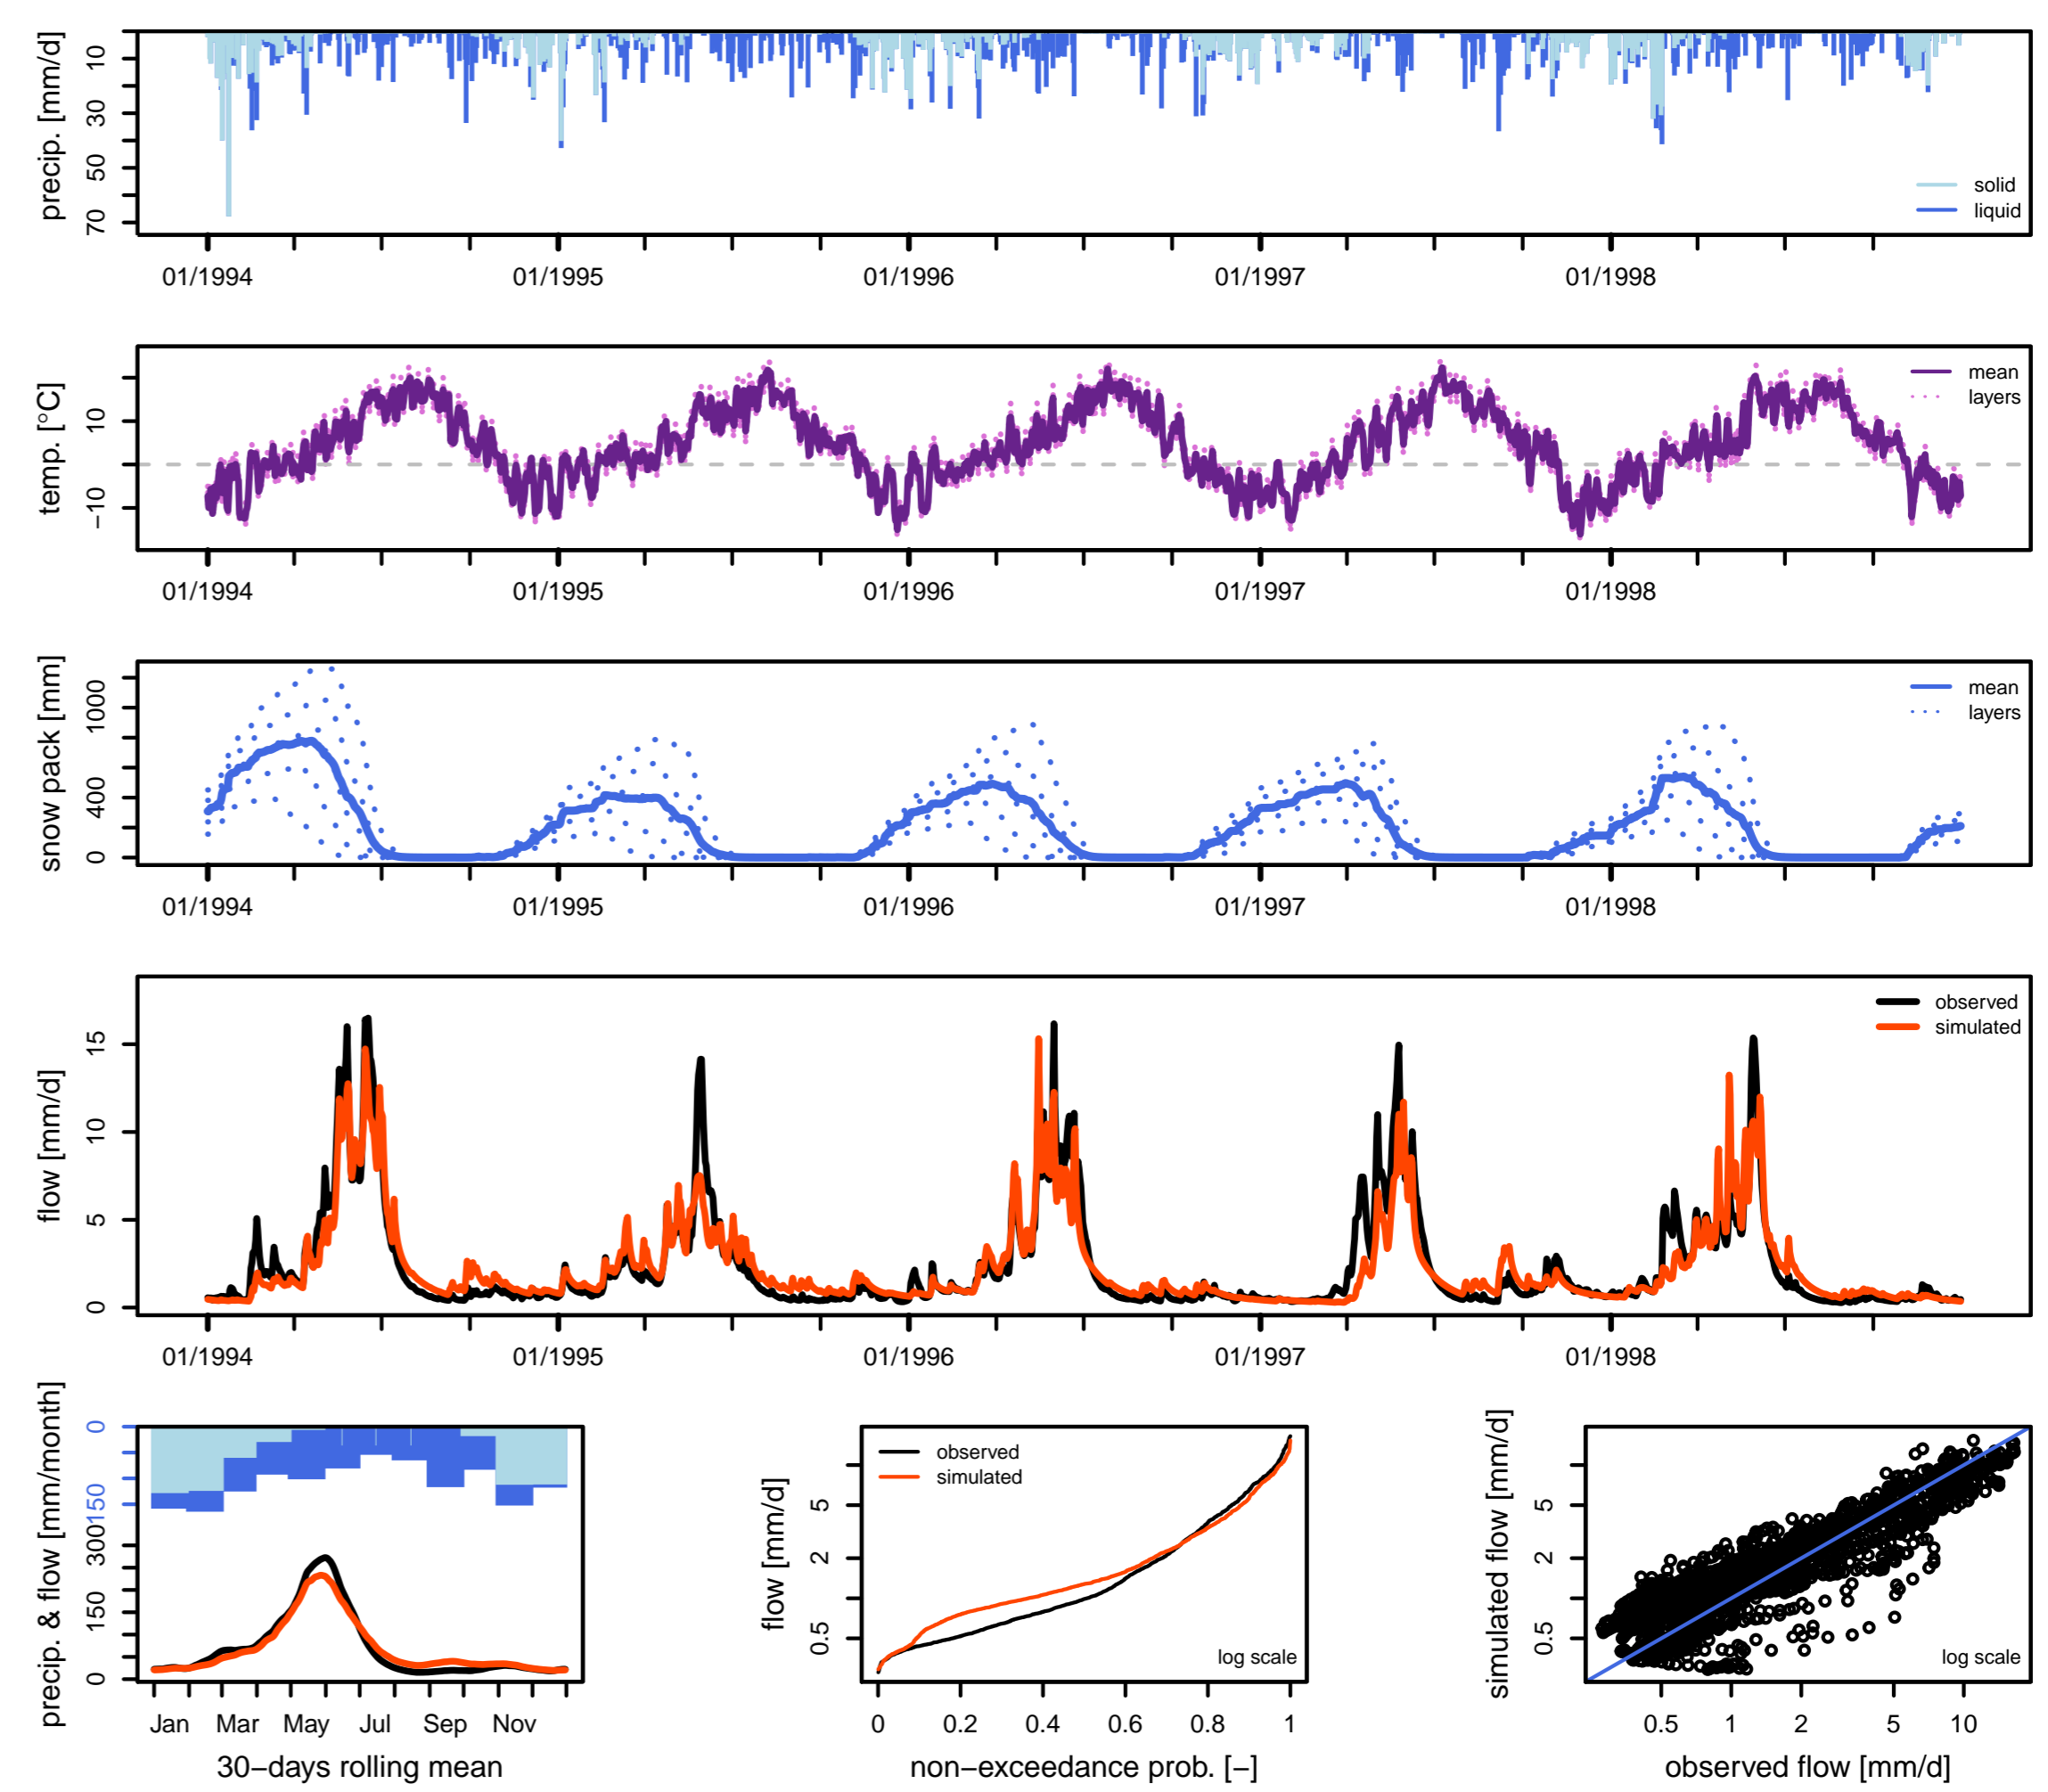 precip. [mm/d]
10
30
50
70
solid
liquid
01/1994
01/1995
01/1996
01/1997
01/1998
temp. [°C]
10
−10
mean
layers
01/1994
01/1995
01/1996
01/1997
01/1998
snow pack [mm]
1000
400
0
mean
layers
01/1994
01/1995
01/1996
01/1997
01/1998
flow [mm/d]
15
10
5
0
observed
simulated
01/1994
01/1995
01/1996
01/1997
01/1998
precip. & flow [mm/month]
0
150
300
150
0
Jan
Mar
May
Jul
Sep
Nov
30−days rolling mean
flow [mm/d]
5
2
0.5
observed
simulated
log scale
0
0.2
0.4
0.6
0.8
1
non−exceedance prob. [−]
simulated flow [mm/d]
5
2
0.5
log scale
0.5
1
2
5
10
observed flow [mm/d]